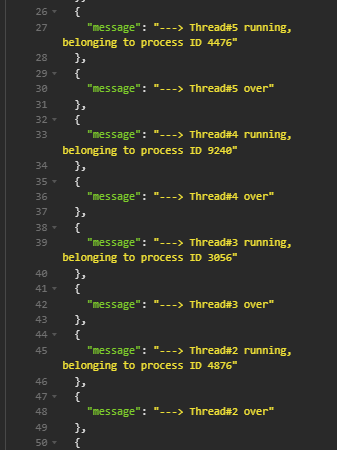 26 {
27 "message": "---> Thread#5 running,
belonging to process ID 4476"
28 },
29 {
30 "message": "---> Thread#5 over"
31 },
32 {
33 "message": "---> Thread#4 running,
belonging to process ID 9240"
34 },
35 {
36 "message": "---> Thread#4 over"
37 },
38 {
39 "message": "---> Thread#3 running,
belonging to process ID 3056"
40 },
41 {
42 "message": "---> Thread#3 over"
43 },
44 {
45 "message": "---> Thread#2 running,
belonging to process ID 4876"
46 },
47 {
48 "message": "---> Thread#2 over"
49 },
50 {